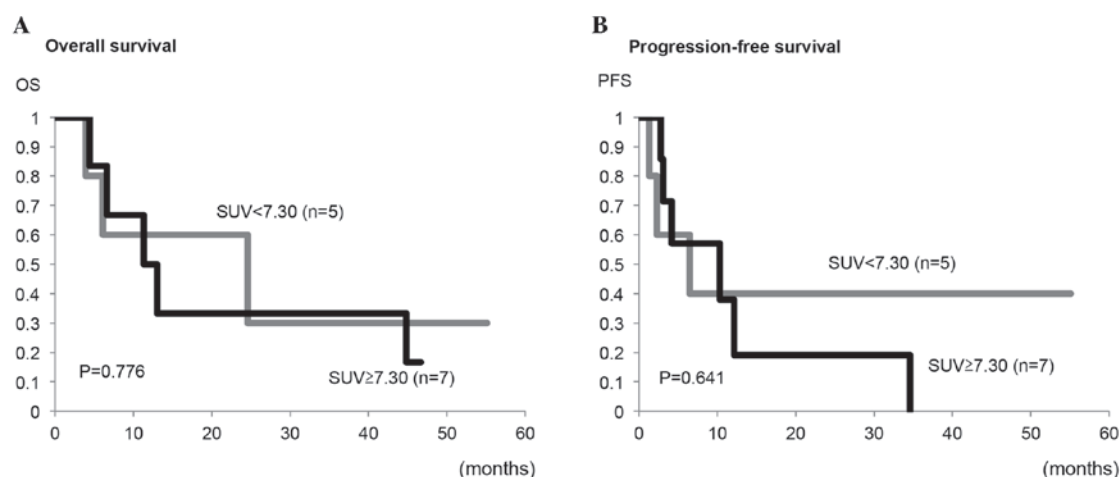 A
Overall survival
OS
1
0.9
0.8
0.7
0.6
0.5
0.4
0.3
0.2
0.1
0
SUV<7.30 (n=5)
P=0.776
SUV≥7.30 (n=7)
0 10 20 30 40 50 60
(months)
B
Progression-free survival
PFS
1
0.9
0.8
0.7
0.6
0.5
0.4
0.3
0.2
0.1
0
SUV<7.30 (n=5)
P=0.641
SUV≥7.30 (n=7)
0 10 20 30 40 50 60
(months)